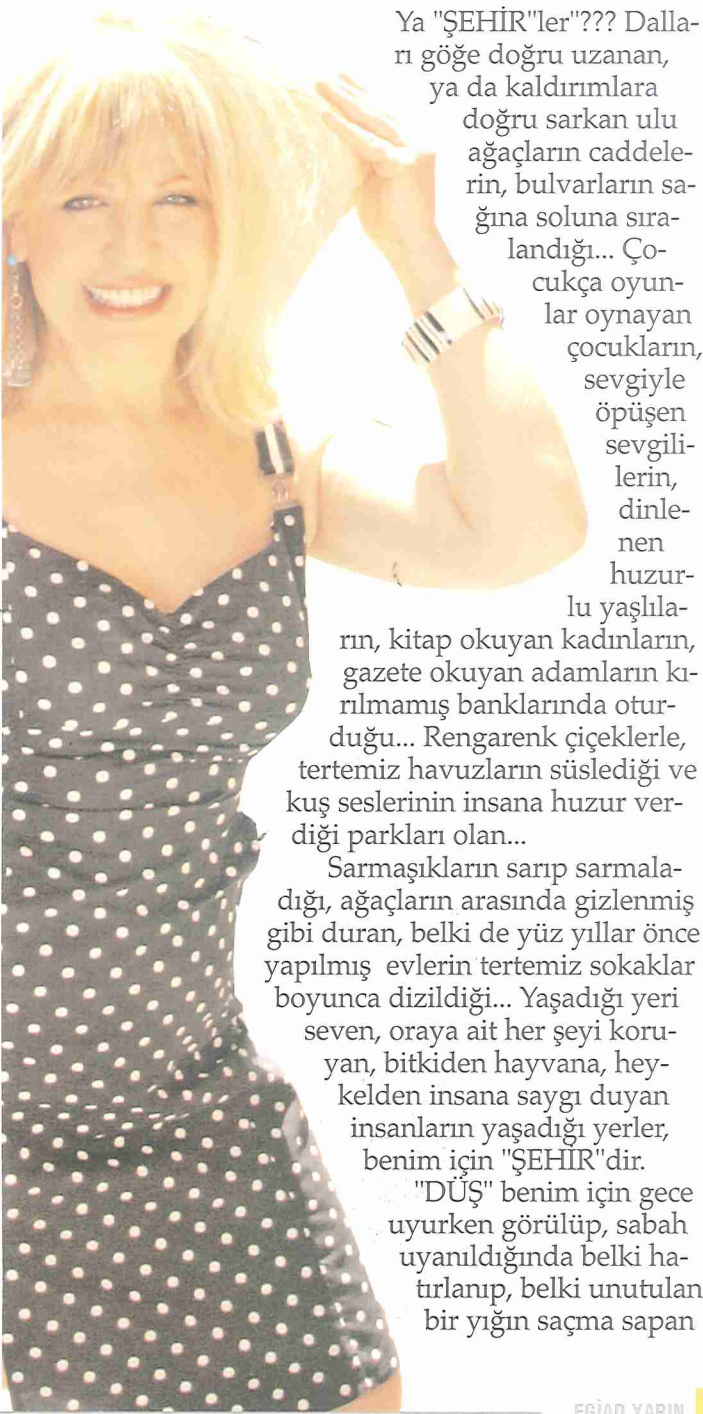 Ya "ŞEHİR"ler"??? Dalla-
rı göğe doğru uzanan,
ya da kaldırımlara
doğru sarkan ulu
ağaçların caddele-
rin, bulvarların sa-
ğına soluna sıra-
landığı... Ço-
cukça oyun-
lar oynayan
çocukların,
sevgiyle
öpüşen
sevgili-
lerin,
dinle-
nen
huzur-
lu yaşlıla-
rın, kitap okuyan kadınların,
gazete okuyan adamların kı-
rılmamış banklarında otur-
duğu... Rengarenk çiçeklerle,
tertemiz havuzların süslediği ve
kuş seslerinin insana huzur ver-
diği parkları olan...
Sarmaşıkların sarıp sarmala-
dığı, ağaçların arasında gizlenmiş
gibi duran, belki de yüz yıllar önce
yapılmış evlerin tertemiz sokaklar
boyunca dizildiği... Yaşadığı yeri
seven, oraya ait her şeyi koru-
yan, bitkiden hayvana, hey-
kelden insana saygı duyan
insanların yaşadığı yerler,
benim için "ŞEHİR"dir.
"DÜŞ" benim için gece
uyurken görülüp, sabah
uyanıldığında belki ha-
tırlanıp, belki unutulan
bir yığın saçma sapan
EGİAD YARIN